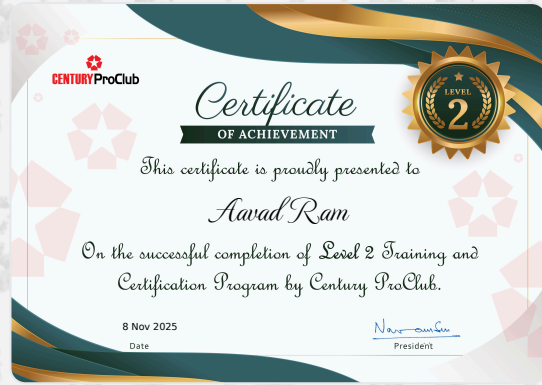 CENTURY ProClub
LEVEL
2
Certificate
OF ACHIEVEMENT
This certificate is proudly presented to
Aavad Ram
On the successful completion of Level 2 Training and
Certification Program by Century ProClub.
8 Nov 2025
Date
President